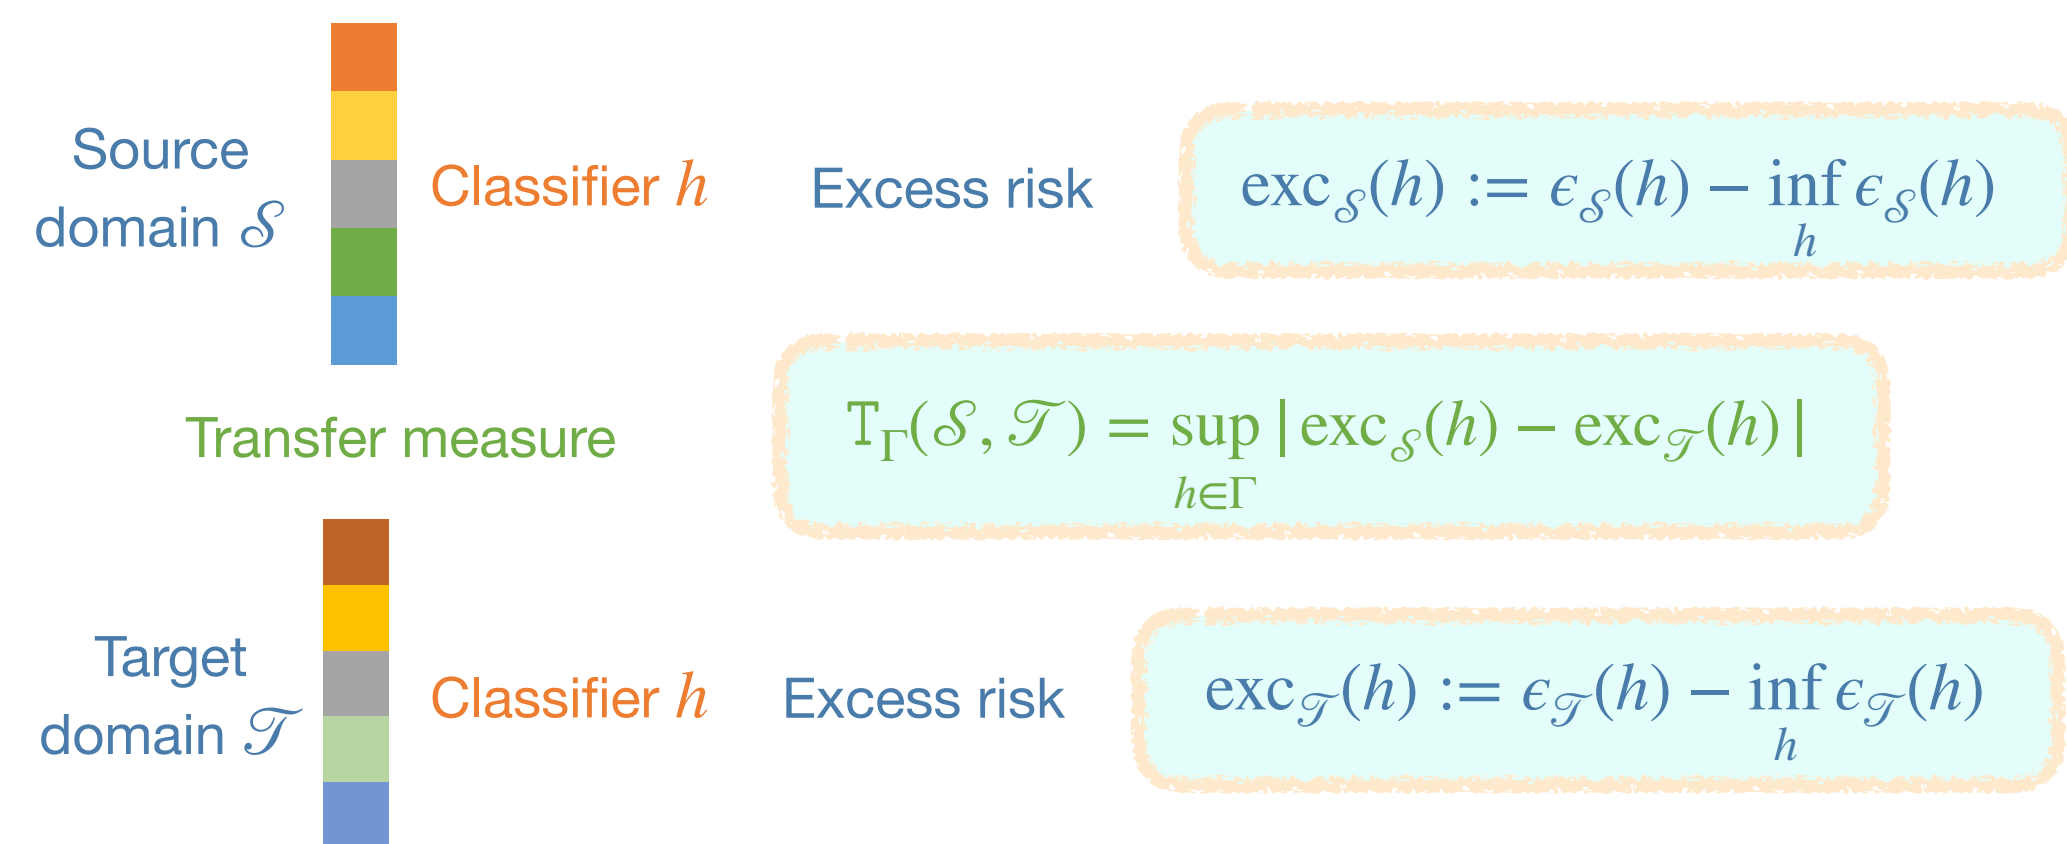 Source
domain 𝒮
Classifier h
Excess risk
exc_𝒮(h) := ϵ_𝒮(h) − inf_h ϵ_𝒮(h)
Transfer measure
𝚃_Γ(𝒮, 𝒯) = sup_{h∈Γ} | exc_𝒮(h) − exc_𝒯(h) |
Target
domain 𝒯
Classifier h
Excess risk
exc_𝒯(h) := ϵ_𝒯(h) − inf_h ϵ_𝒯(h)